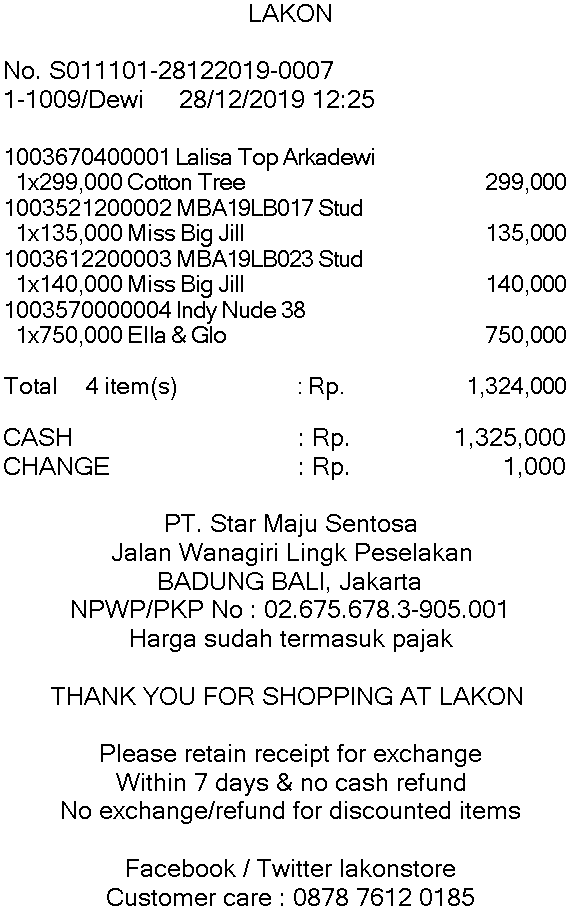 LAKON
No. S011101-28122019-0007
1-1009/Dewi 28/12/2019 12:25
1003670400001 Lalisa Top Arkadewi
1x299,000 Cotton Tree 299,000
1003521200002 MBA19LB017 Stud
1x135,000 Miss Big Jill 135,000
1003612200003 MBA19LB023 Stud
1x140,000 Miss Big Jill 140,000
1003570000004 Indy Nude 38
1x750,000 Ella & Glo 750,000
Total 4 item(s) : Rp. 1,324,000
CASH : Rp. 1,325,000
CHANGE : Rp. 1,000
PT. Star Maju Sentosa
Jalan Wanagiri Lingk Peselakan
BADUNG BALI, Jakarta
NPWP/PKP No : 02.675.678.3-905.001
Harga sudah termasuk pajak
THANK YOU FOR SHOPPING AT LAKON
Please retain receipt for exchange
Within 7 days & no cash refund
No exchange/refund for discounted items
Facebook / Twitter lakonstore
Customer care : 0878 7612 0185